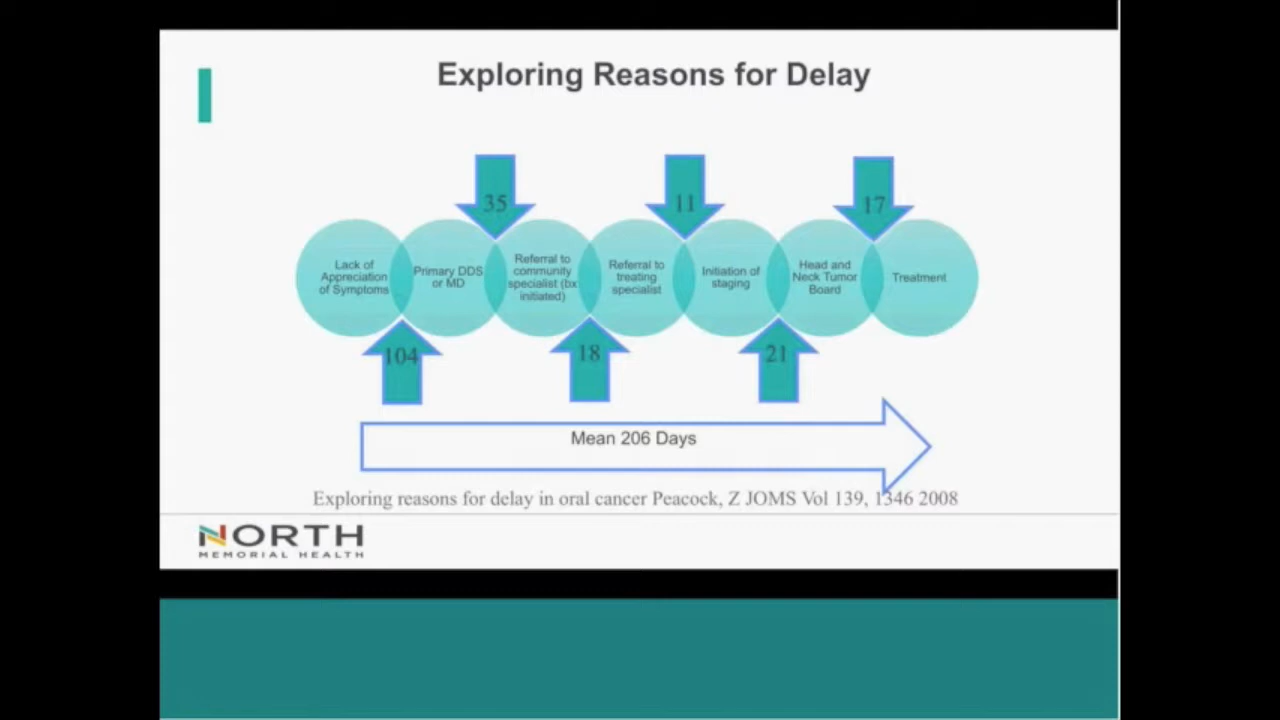 Exploring Reasons for Delay
35
11
17
Lack of
Appreciation
of Symptoms
Primary DDS
or MD
Referral to
community
specialist (bx
initiated)
Referral to
treating
specialist
Initiation of
staging
Head and
Neck Tumor
Board
Treatment
104
18
21
Mean 206 Days
Exploring reasons for delay in oral cancer Peacock, Z JOMS Vol 139, 1346 2008
NORTH
MEMORIAL HEALTH